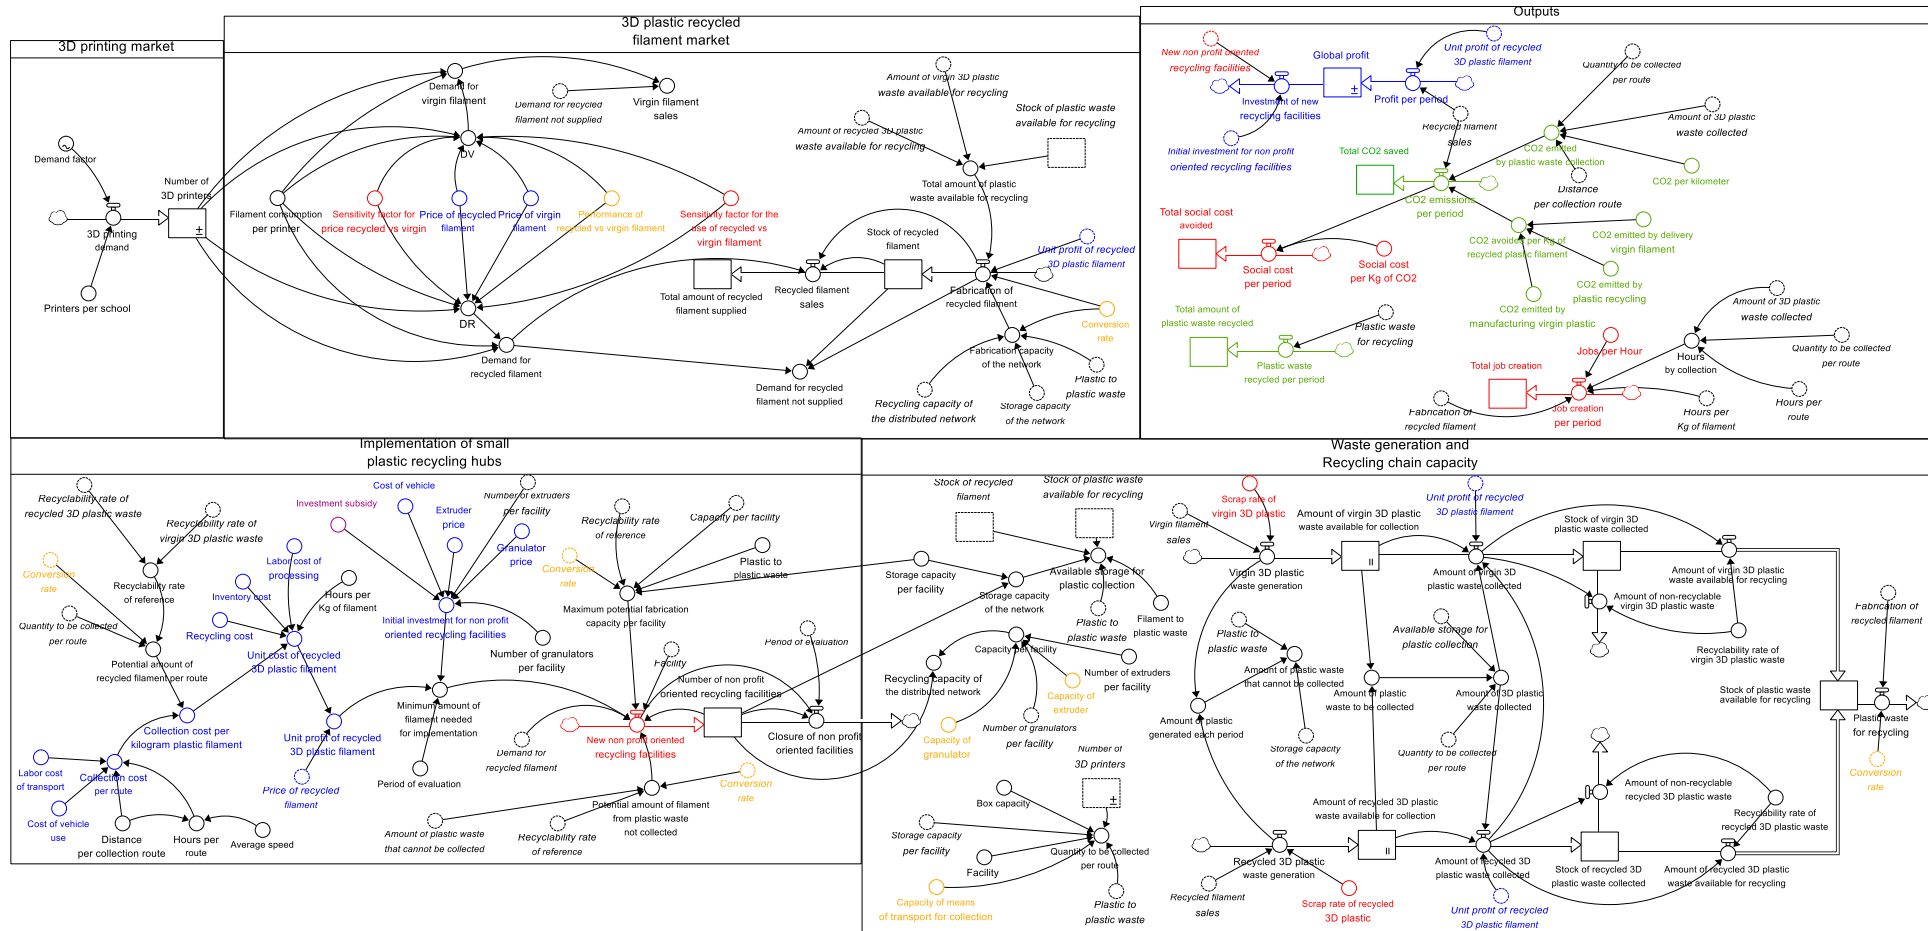 3D printing market
Demand factor
Number of
3D printers
3D printing
demand
Printers per school
3D plastic recycled
filament market
Demand for
virgin filament
Demand for recycled
filament not supplied
Virgin filament
sales
Amount of virgin 3D plastic
waste available for recycling
Stock of plastic waste
available for recycling
Amount of recycled 3D plastic
waste available for recycling
DV
Total amount of plastic
waste available for recycling
Filament consumption
per printer
Sensitivity factor for
price recycled vs virgin
Price of recycled
filament
Price of virgin
filament
Performance of
recycled vs virgin filament
Sensitivity factor for the
use of recycled vs
virgin filament
Stock of recycled
filament
Unit profit of recycled
3D plastic filament
Total amount of recycled
filament supplied
Recycled filament
sales
Fabrication of
recycled filament
DR
Conversion
rate
Demand for
recycled filament
Fabrication capacity
of the network
Demand for recycled
filament not supplied
Plastic to
plastic waste
Recycling capacity of
the distributed network
Storage capacity
of the network
Outputs
New non profit oriented
recycling facilities
Global profit
Unit profit of recycled
3D plastic filament
Quantity to be collected
per route
Investment of new
recycling facilities
Profit per period
Initial investment for non profit
oriented recycling facilities
Recycled filament
sales
Amount of 3D plastic
waste collected
Total CO2 saved
CO2 emitted
by plastic waste collection
CO2 per kilometer
CO2 emissions
per period
Distance
per collection route
Total social cost
avoided
Social cost
per period
Social cost
per Kg of CO2
CO2 avoided per Kg of
recycled plastic filament
CO2 emitted by delivery
virgin filament
CO2 emitted by
plastic recycling
CO2 emitted by
manufacturing virgin plastic
Total amount of
plastic waste recycled
Plastic waste
for recycling
Plastic waste
recycled per period
Amount of 3D plastic
waste collected
Jobs per Hour
Hours
by collection
Quantity to be collected
per route
Total job creation
Fabrication of
recycled filament
Job creation
per period
Hours per
Kg of filament
Hours per
route
Implementation of small
plastic recycling hubs
Recyclability rate of
recycled 3D plastic waste
Recyclability rate of
virgin 3D plastic waste
Conversion
rate
Recyclability rate
of reference
Quantity to be collected
per route
Potential amount of
recycled filament per route
Investment subsidy
Cost of vehicle
Extruder
price
Number of extruders
per facility
Granulator
price
Labor cost of
processing
Inventory cost
Hours per
Kg of filament
Recycling cost
Unit cost of recycled
3D plastic filament
Initial investment for non profit
oriented recycling facilities
Number of granulators
per facility
Recyclability rate
of reference
Capacity per facility
Conversion
rate
Plastic to
plastic waste
Maximum potential fabrication
capacity per facility
Period of evaluation
Facility
Number of non profit
oriented recycling facilities
Minimum amount of
filament needed
for implementation
Collection cost per
kilogram plastic filament
Unit profit of recycled
3D plastic filament
New non profit oriented
recycling facilities
Closure of non profit
oriented facilities
Demand for
recycled filament
Labor cost
of transport
Collection cost
per route
Price of recycled
filament
Period of evaluation
Conversion
rate
Potential amount of filament
from plastic waste
not collected
Cost of vehicle
use
Distance
per collection route
Hours per
route
Average speed
Amount of plastic waste
that cannot be collected
Recyclability rate
of reference
Waste generation and
Recycling chain capacity
Stock of recycled
filament
Stock of plastic waste
available for recycling
Storage capacity
per facility
Available storage for
plastic collection
Storage capacity
of the network
Plastic to
plastic waste
Filament to
plastic waste
Capacity per facility
Recycling capacity of
the distributed network
Number of extruders
per facility
Capacity of
extruder
Capacity of
granulator
Number of granulators
per facility
Number of
3D printers
Box capacity
Storage capacity
per facility
Quantity to be collected
per route
Facility
Capacity of means
of transport for collection
Plastic to
plastic waste
Scrap rate of
virgin 3D plastic
Virgin filament
sales
Amount of virgin 3D plastic
waste available for collection
Unit profit of recycled
3D plastic filament
Stock of virgin 3D
plastic waste collected
Virgin 3D plastic
waste generation
Amount of virgin 3D
plastic waste collected
Amount of virgin 3D plastic
waste available for recycling
Amount of non-recyclable
virgin 3D plastic waste
Fabrication of
recycled filament
Plastic to
plastic waste
Available storage for
plastic collection
Recyclability rate of
virgin 3D plastic waste
Amount of plastic waste
that cannot be collected
Amount of plastic
waste to be collected
Amount of 3D plastic
waste collected
Stock of plastic waste
available for recycling
Plastic waste
for recycling
Amount of plastic
generated each period
Storage capacity
of the network
Quantity to be collected
per route
Conversion
rate
Amount of non-recyclable
recycled 3D plastic waste
Amount of recycled 3D plastic
waste available for collection
Recyclability rate of
recycled 3D plastic waste
Recycled 3D plastic
waste generation
Amount of recycled 3D
plastic waste collected
Stock of recycled 3D
plastic waste collected
Amount of recycled 3D plastic
waste available for recycling
Recycled filament
sales
Scrap rate of recycled
3D plastic
Unit profit of recycled
3D plastic filament